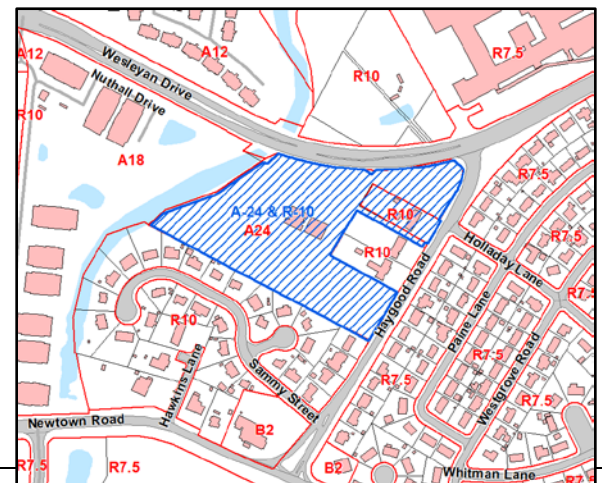 A12
A12
Wesleyan Drive
R7.5
R10
Nuthall Drive
R10
A18
A-24 & R-10
R10
A24
R10
R7.5
Holladay Lane
R7.5
Haygood Road
R7.5
Paine Lane
R10
R7.5
Westgrove Road
Sammy Street
Hawkins Lane
R7.5
R7.5
Newtown Road
B2
R7.5
R7.5
B2
Whitman Lane
R7.5